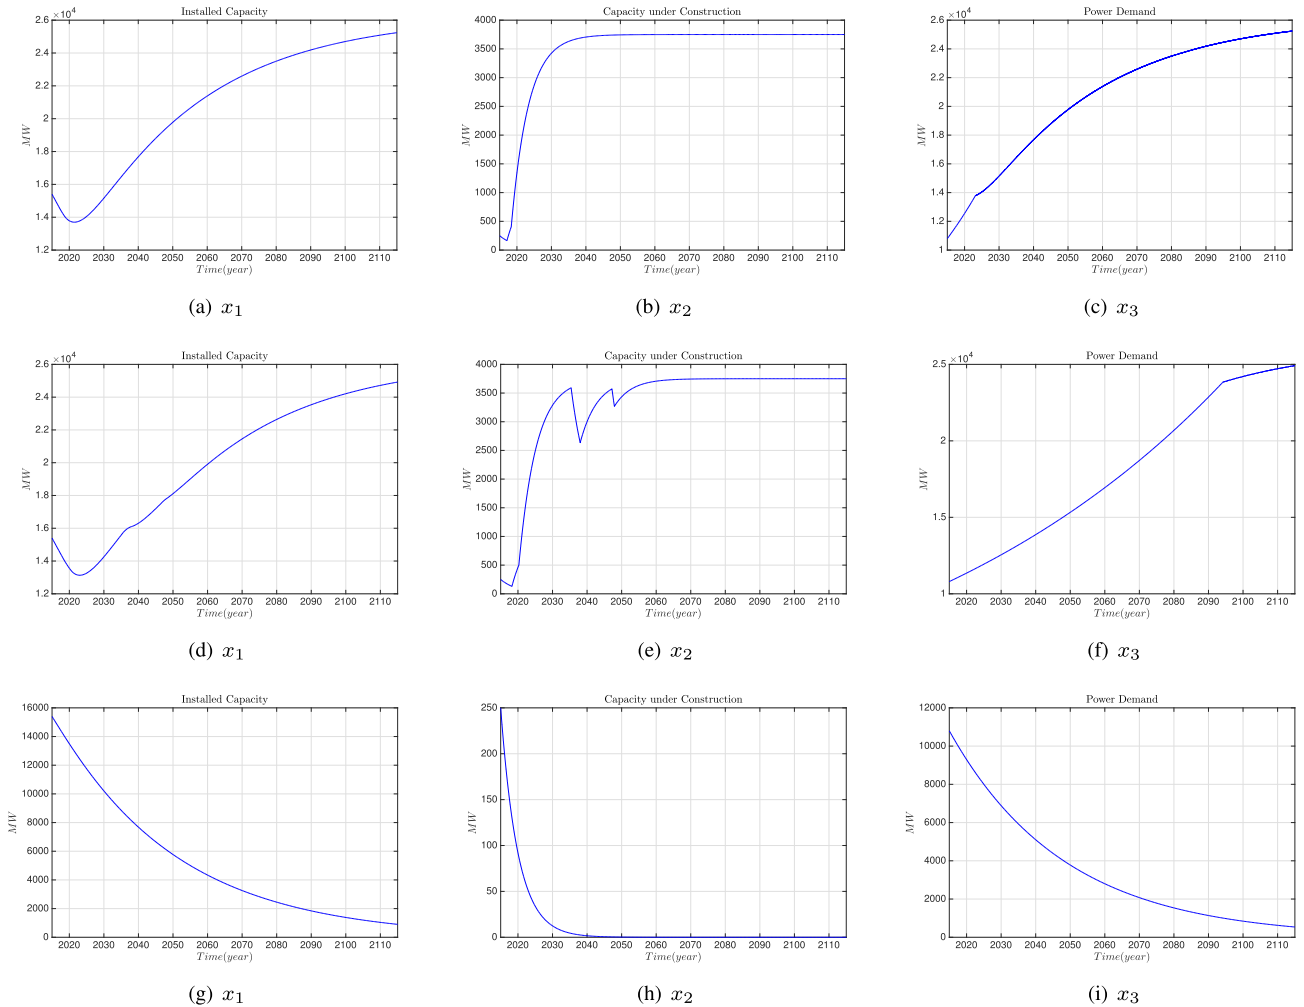 Installed Capacity
×10⁴
2.6
2.4
2.2
2
1.8
1.6
1.4
1.2
MW
2020 2030 2040 2050 2060 2070 2080 2090 2100 2110
Time(year)
(a) x₁
Capacity under Construction
4000
3500
3000
2500
2000
1500
1000
500
0
MW
2020 2030 2040 2050 2060 2070 2080 2090 2100 2110
Time(year)
(b) x₂
Power Demand
×10⁴
2.6
2.4
2.2
2
1.8
1.6
1.4
1.2
1
MW
2020 2030 2040 2050 2060 2070 2080 2090 2100 2110
Time(year)
(c) x₃
Installed Capacity
×10⁴
2.6
2.4
2.2
2
1.8
1.6
1.4
1.2
MW
2020 2030 2040 2050 2060 2070 2080 2090 2100 2110
Time(year)
(d) x₁
Capacity under Construction
4000
3500
3000
2500
2000
1500
1000
500
0
MW
2020 2030 2040 2050 2060 2070 2080 2090 2100 2110
Time(year)
(e) x₂
Power Demand
×10⁴
2.5
2
1.5
1
MW
2020 2030 2040 2050 2060 2070 2080 2090 2100 2110
Time(year)
(f) x₃
Installed Capacity
16000
14000
12000
10000
8000
6000
4000
2000
0
MW
2020 2030 2040 2050 2060 2070 2080 2090 2100 2110
Time(year)
(g) x₁
Capacity under Construction
250
200
150
100
50
0
MW
2020 2030 2040 2050 2060 2070 2080 2090 2100 2110
Time(year)
(h) x₂
Power Demand
12000
10000
8000
6000
4000
2000
0
MW
2020 2030 2040 2050 2060 2070 2080 2090 2100 2110
Time(year)
(i) x₃